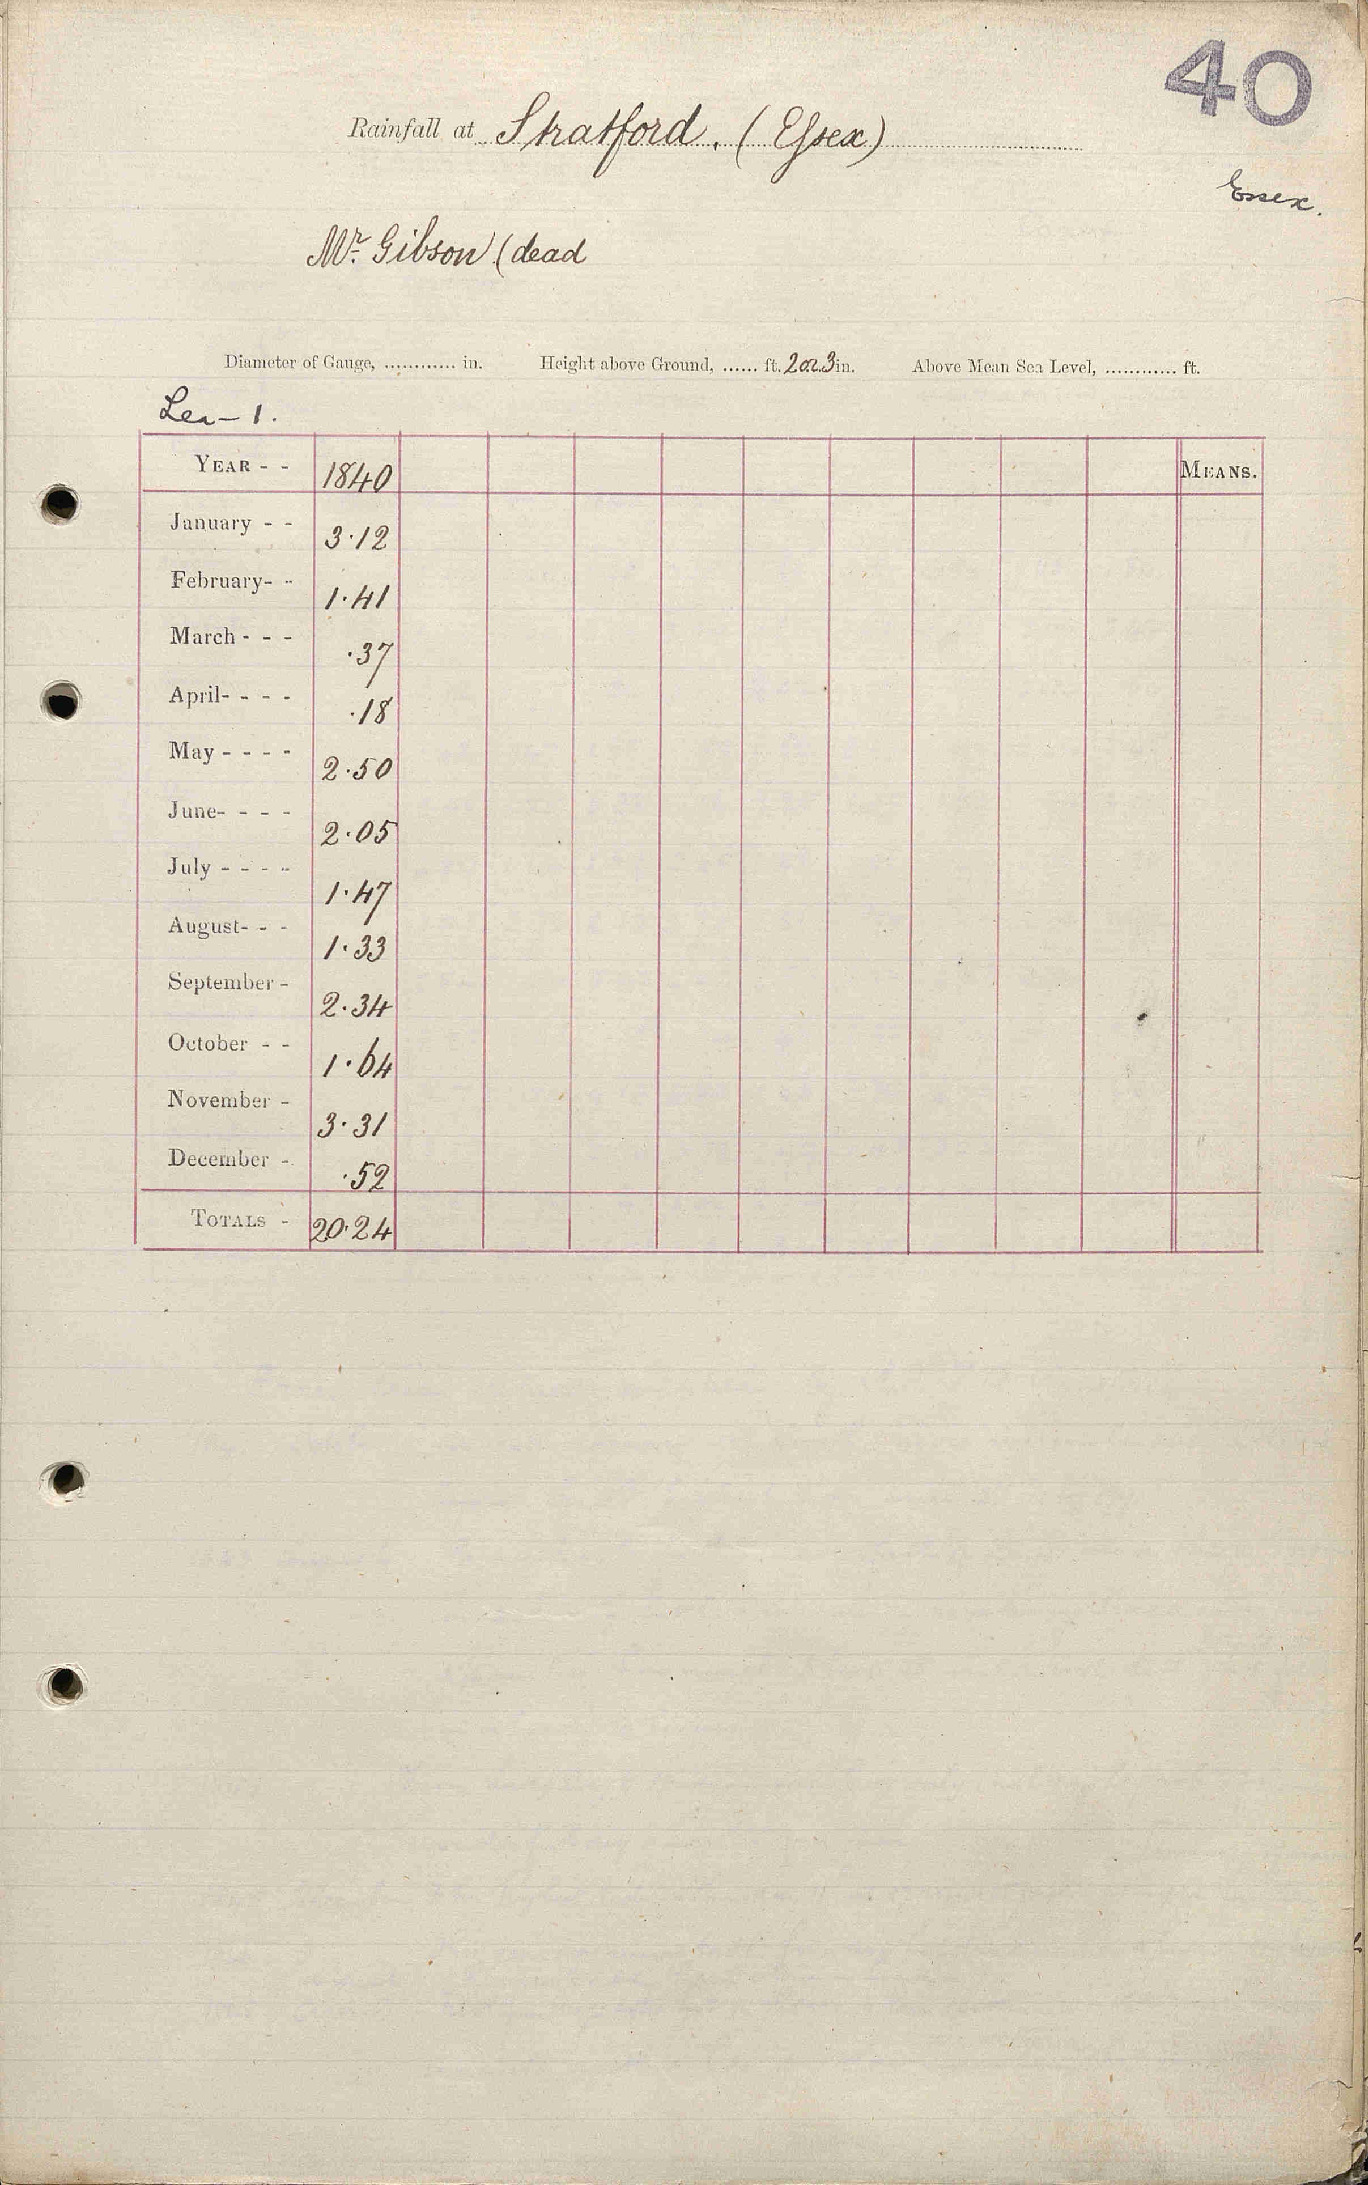 40
Rainfall at Stratford. (Essex)
Essex.
Mr. Gibson (dead
Diameter of Gauge, ............ in. Height above Ground, ...... ft. 2 or 3 in. Above Mean Sea Level, ............ ft.
Lea - 1.
YEAR - - 1840 MEANS.
January - - 3.12
February- - 1.41
March - - - .37
April- - - - .18
May - - - - 2.50
June- - - - 2.05
July - - - - 1.47
August- - - 1.33
September - 2.34
October - - 1.64
November - 3.31
December - .52
TOTALS - 20.24